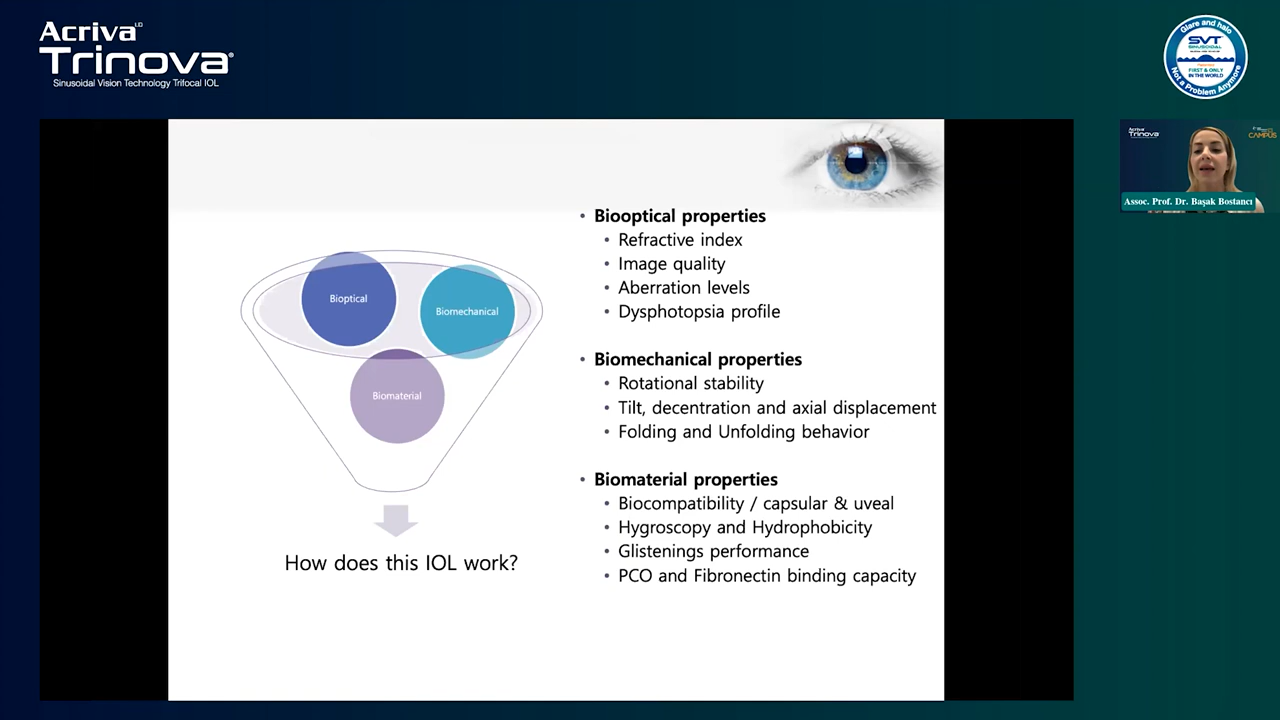 Acriva UD
Trinova®
Sinusoidal Vision Technology Trifocal IOL
Glare and halo
SVT
SINUSOIDAL
FIRST & ONLY
IN THE WORLD
Not a Problem Anymore
Acriva
Trinova
CAMPUS
Assoc. Prof. Dr. Başak Bostancı
Bioptical
Biomechanical
Biomaterial
How does this IOL work?
• Biooptical properties
• Refractive index
• Image quality
• Aberration levels
• Dysphotopsia profile
• Biomechanical properties
• Rotational stability
• Tilt, decentration and axial displacement
• Folding and Unfolding behavior
• Biomaterial properties
• Biocompatibility / capsular & uveal
• Hygroscopy and Hydrophobicity
• Glistenings performance
• PCO and Fibronectin binding capacity